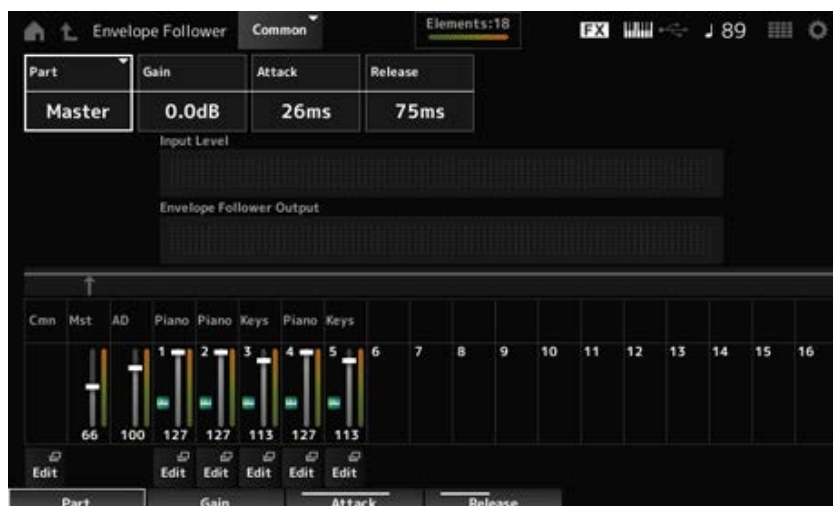 Envelope Follower Common Elements:18 FX ♩ 89
Part Gain Attack Release
Master 0.0dB 26ms 75ms
Input Level
Envelope Follower Output
Cmn Mst AD Piano Piano Keys Piano Keys
1 2 3 4 5 6 7 8 9 10 11 12 13 14 15 16
66 100 127 127 113 127 113
Edit Edit Edit Edit Edit Edit
Part Gain Attack Release